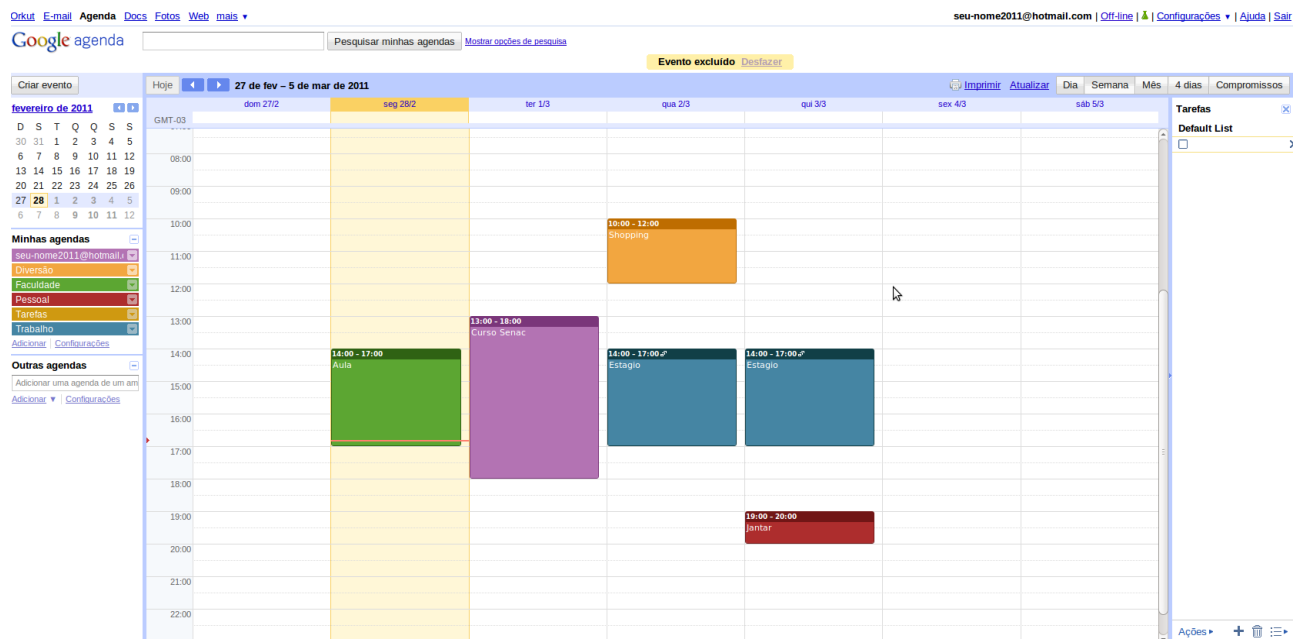 Orkut E-mail Agenda Docs Fotos Web mais ▼
seu-nome2011@hotmail.com | Off-line | | Configurações ▼ | Ajuda | Sair
Google agenda
Pesquisar minhas agendas Mostrar opções de pesquisa
Evento excluído Desfazer
Criar evento
Hoje 27 de fev – 5 de mar de 2011
Imprimir Atualizar Dia Semana Mês 4 dias Compromissos
fevereiro de 2011
D S T Q Q S S
30 31 1 2 3 4 5
6 7 8 9 10 11 12
13 14 15 16 17 18 19
20 21 22 23 24 25 26
27 28 1 2 3 4 5
6 7 8 9 10 11 12
Minhas agendas
seu-nome2011@hotmail.
Diversão
Faculdade
Pessoal
Tarefas
Trabalho
Adicionar | Configurações
Outras agendas
Adicionar uma agenda de um am
Adicionar ▼ | Configurações
dom 27/2 seg 28/2 ter 1/3 qua 2/3 qui 3/3 sex 4/3 sáb 5/3
GMT-03
08:00
09:00
10:00
11:00
12:00
13:00
14:00
15:00
16:00
17:00
18:00
19:00
20:00
21:00
22:00
14:00 - 17:00
Aula
13:00 - 18:00
Curso Senac
10:00 - 12:00
Shopping
14:00 - 17:00
Estagio
14:00 - 17:00
Estagio
19:00 - 20:00
Jantar
Tarefas
Default List
Ações